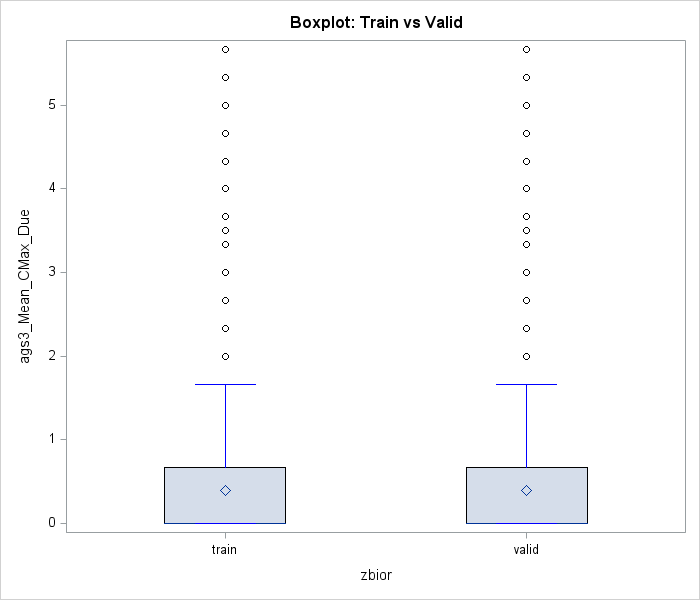 Boxplot: Train vs Valid
ags3_Mean_CMax_Due
5
4
3
2
1
0
train
valid
zbior